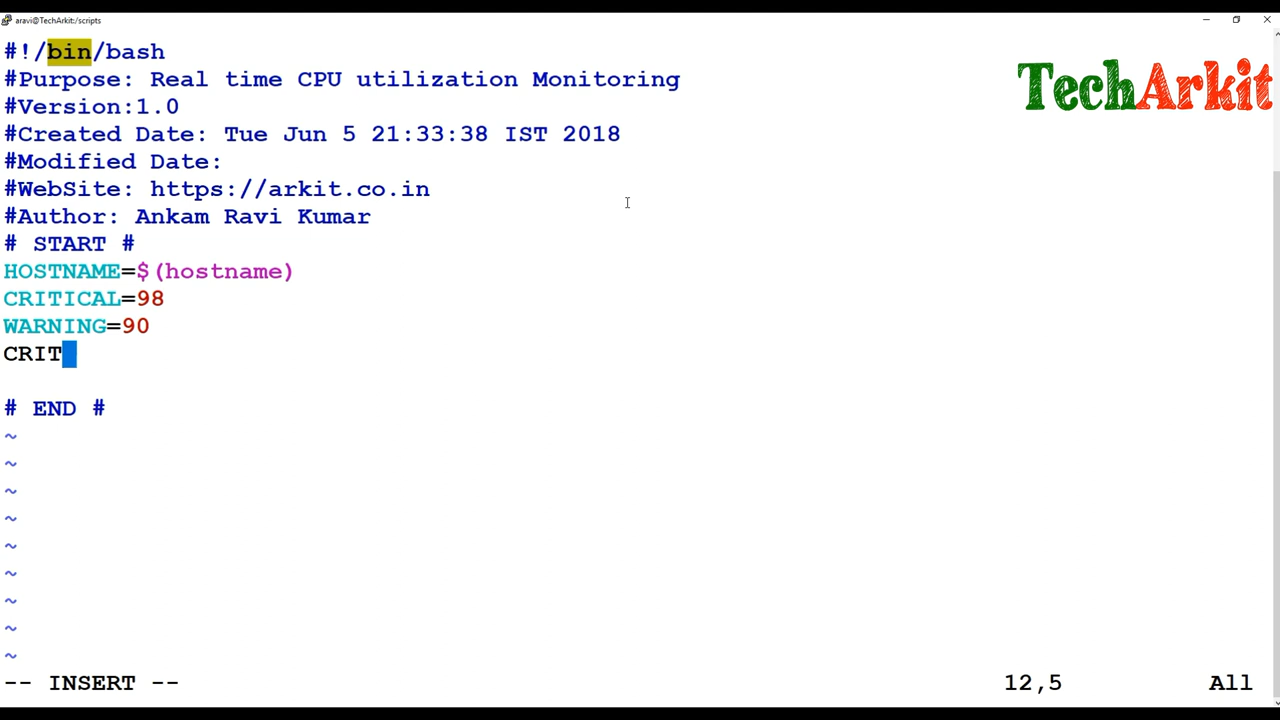 aravi@TechArkit:/scripts
#!/bin/bash
#Purpose: Real time CPU utilization Monitoring
#Version:1.0
#Created Date: Tue Jun 5 21:33:38 IST 2018
#Modified Date:
#WebSite: https://arkit.co.in
#Author: Ankam Ravi Kumar
# START #
HOSTNAME=$(hostname)
CRITICAL=98
WARNING=90
CRIT
# END #
~
~
~
~
~
~
~
~
~
-- INSERT -- 12,5 All
TechArkit